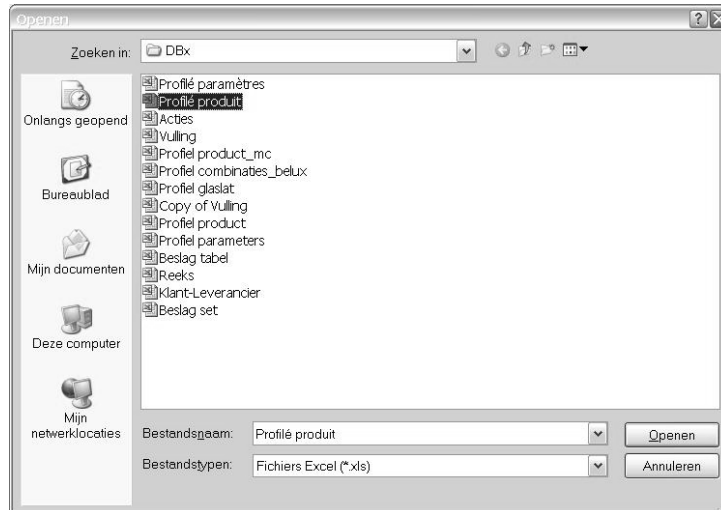 Openen
Zoeken in:
DBx
Onlangs geopend
Bureaublad
Mijn documenten
Deze computer
Mijn
netwerklocaties
Profilé paramètres
Profilé produit
Acties
Vulling
Profiel product_mc
Profiel combinaties_belux
Profiel glaslat
Copy of Vulling
Profiel product
Profiel parameters
Beslag tabel
Reeks
Klant-Leverancier
Beslag set
Bestandsnaam:
Profilé produit
Openen
Bestandstypen:
Fichiers Excel (*.xls)
Annuleren